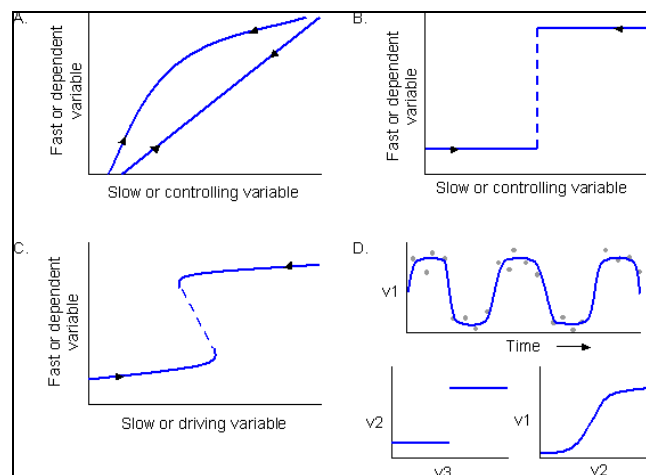 A.
Fast or dependent
variable
Slow or controlling variable
B.
Fast or dependent
variable
Slow or controlling variable
C.
Fast or dependent
variable
Slow or driving variable
D.
v1
Time
v2
v3
v1
v2